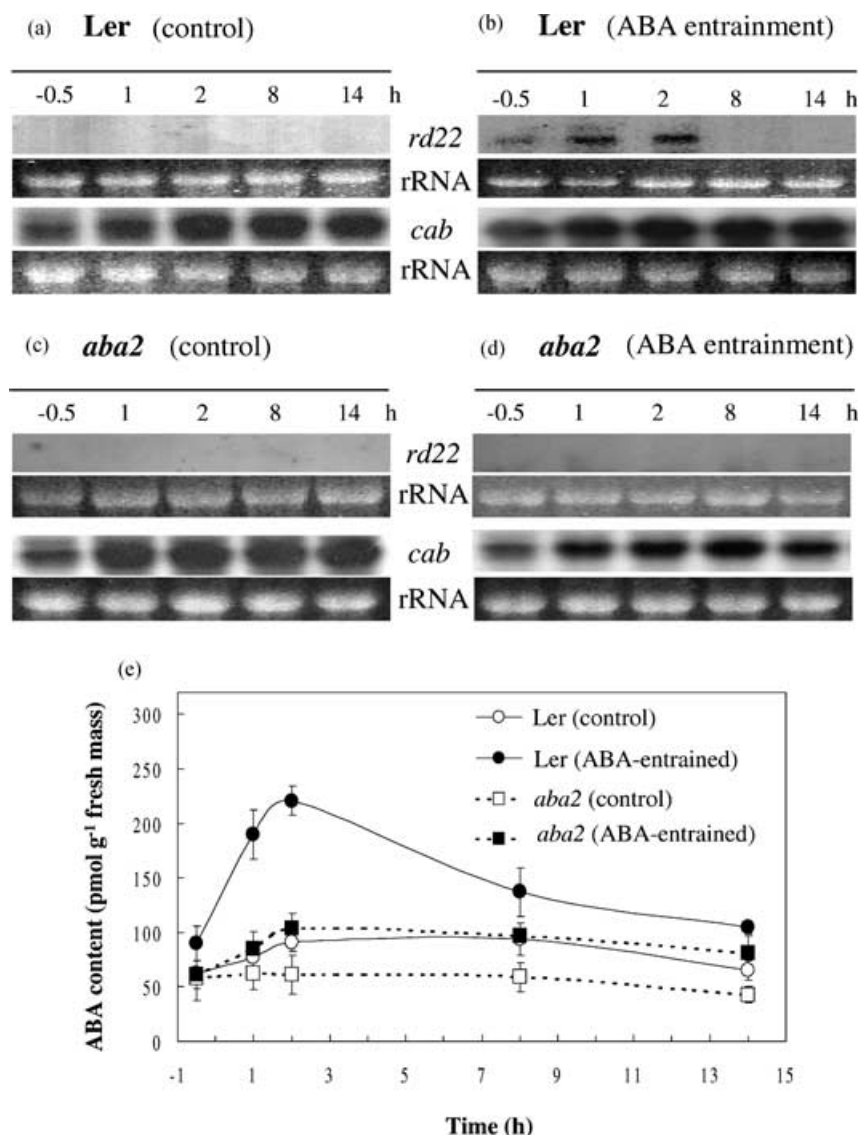 (a) Ler (control)
(b) Ler (ABA entrainment)
-0.5 1 2 8 14 h
-0.5 1 2 8 14 h
rd22
rRNA
cab
rRNA
(c) aba2 (control)
(d) aba2 (ABA entrainment)
-0.5 1 2 8 14 h
-0.5 1 2 8 14 h
rd22
rRNA
cab
rRNA
(e)
ABA content (pmol g⁻¹ fresh mass)
300
250
200
150
100
50
0
Ler (control)
Ler (ABA-entrained)
aba2 (control)
aba2 (ABA-entrained)
-1 1 3 5 7 9 11 13 15
Time (h)